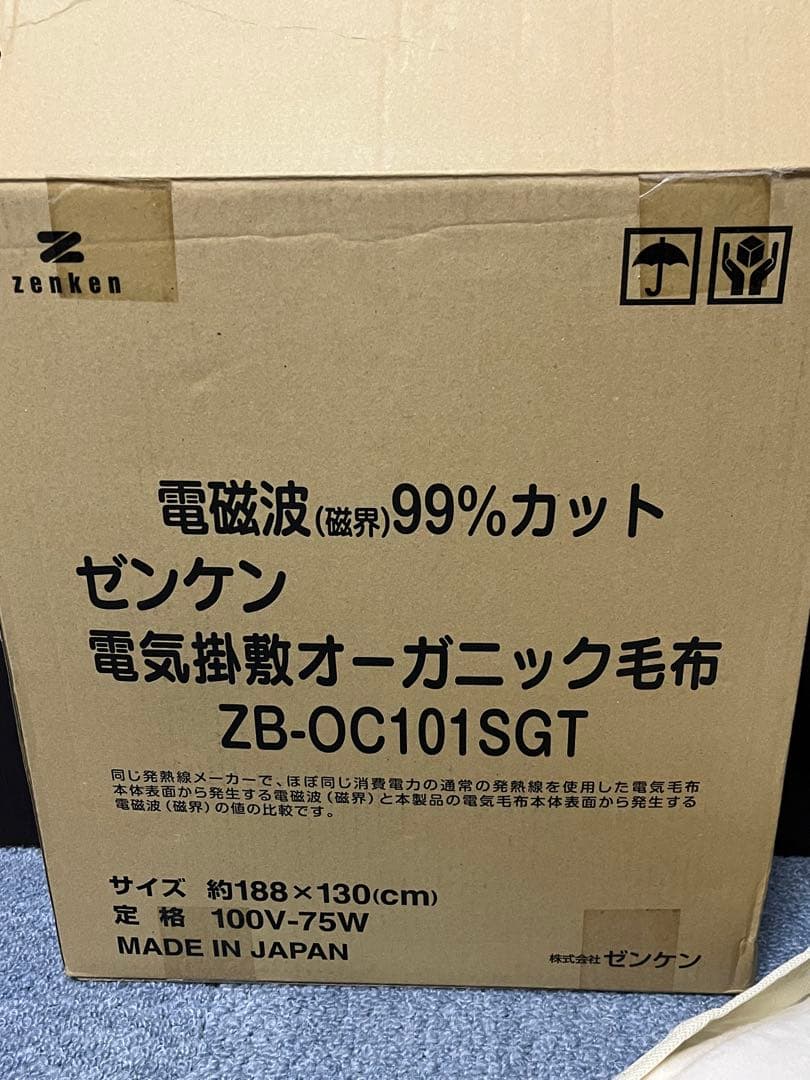 zenken
電磁波(磁界)99%カット
ゼンケン
電気掛敷オーガニック毛布
ZB-OC101SGT
同じ発熱線メーカーで、ほぼ同じ消費電力の通常の発熱線を使用した電気毛布
本体表面から発生する電磁波(磁界)と本製品の電気毛布本体表面から発生する
電磁波(磁界)の値の比較です。
サイズ 約188×130(cm)
定格 100V-75W
MADE IN JAPAN
株式会社ゼンケン